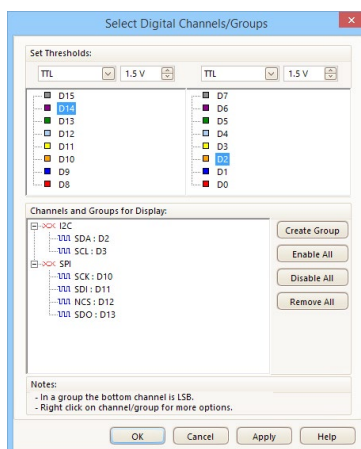 Select Digital Channels/Groups
Set Thresholds:
TTL 1.5 V TTL 1.5 V
D15
D14
D13
D12
D11
D10
D9
D8
D7
D6
D5
D4
D3
D2
D1
D0
Channels and Groups for Display:
I2C
SDA : D2
SCL : D3
SPI
SCK : D10
SDI : D11
NCS : D12
SDO : D13
Create Group
Enable All
Disable All
Remove All
Notes:
- In a group the bottom channel is LSB.
- Right click on channel/group for more options.
OK Cancel Apply Help